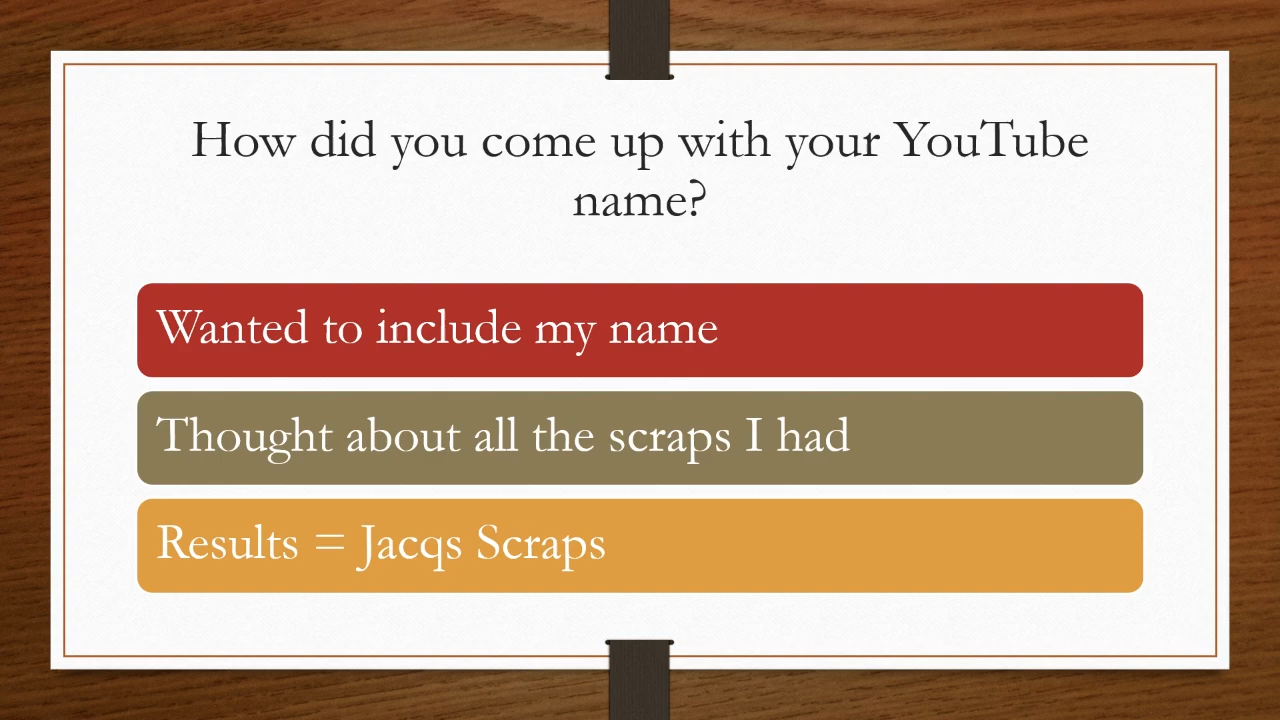 How did you come up with your YouTube
name?
Wanted to include my name
Thought about all the scraps I had
Results = Jacqs Scraps